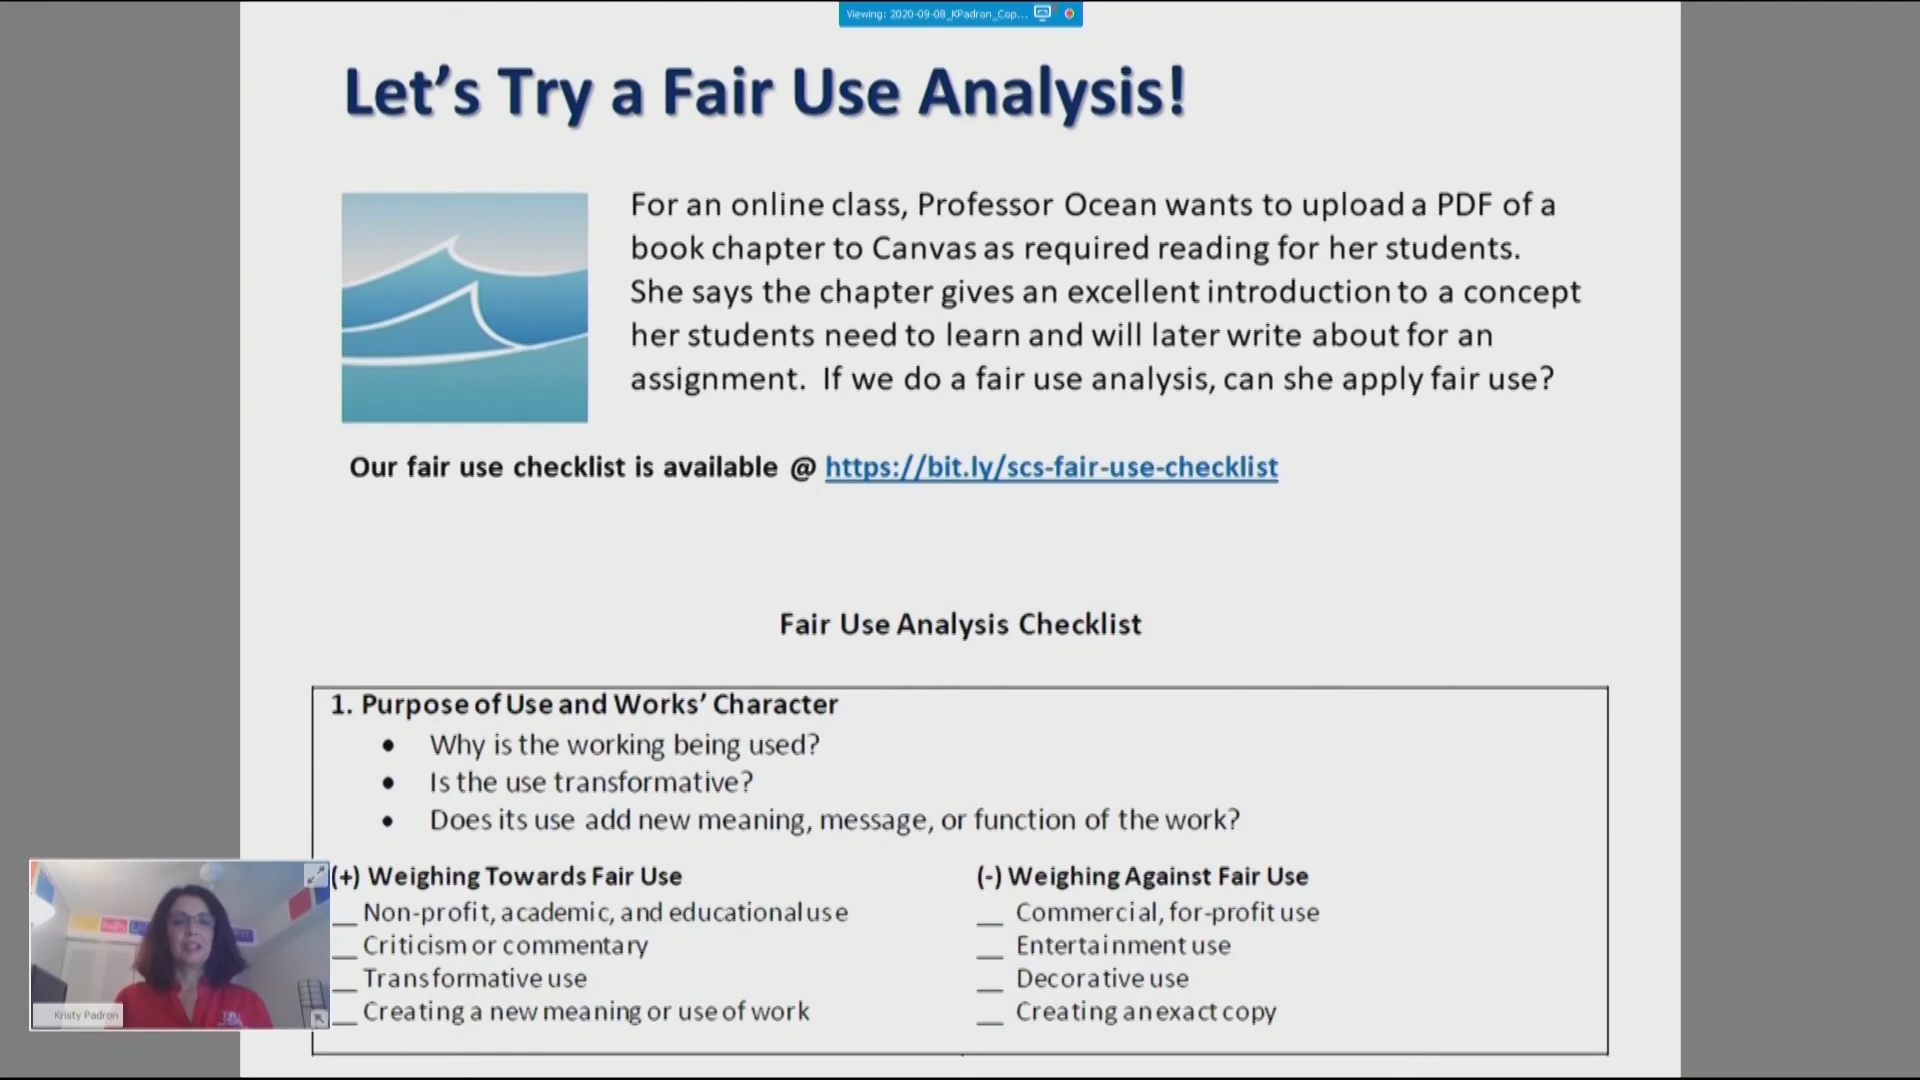 Viewing: 2020-09-08_KPadron_Cop...
Let's Try a Fair Use Analysis!
For an online class, Professor Ocean wants to upload a PDF of a
book chapter to Canvas as required reading for her students.
She says the chapter gives an excellent introduction to a concept
her students need to learn and will later write about for an
assignment. If we do a fair use analysis, can she apply fair use?
Our fair use checklist is available @ https://bit.ly/scs-fair-use-checklist
Fair Use Analysis Checklist
1. Purpose of Use and Works' Character
• Why is the working being used?
• Is the use transformative?
• Does its use add new meaning, message, or function of the work?
(+) Weighing Towards Fair Use
__ Non-profit, academic, and educational use
__ Criticism or commentary
__ Transformative use
__ Creating a new meaning or use of work
(-) Weighing Against Fair Use
__ Commercial, for-profit use
__ Entertainment use
__ Decorative use
__ Creating an exact copy
Kristy Padron